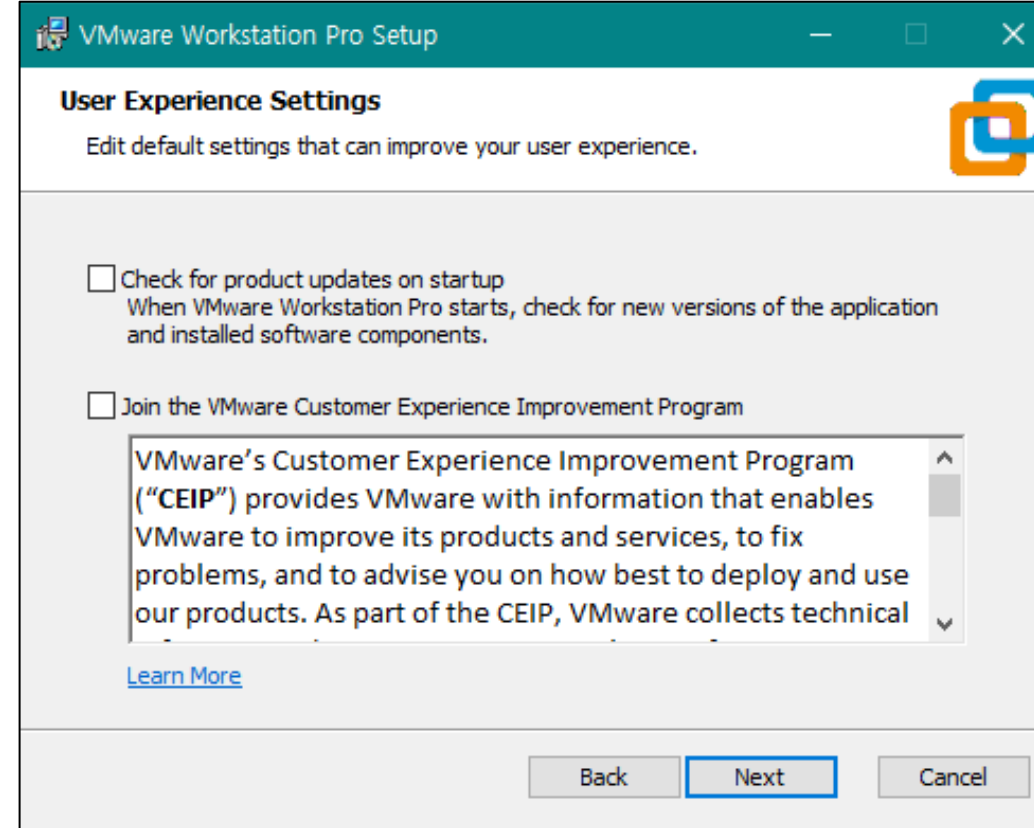 VMware Workstation Pro Setup
User Experience Settings
Edit default settings that can improve your user experience.
Check for product updates on startup
When VMware Workstation Pro starts, check for new versions of the application
and installed software components.
Join the VMware Customer Experience Improvement Program
VMware’s Customer Experience Improvement Program
(“CEIP”) provides VMware with information that enables
VMware to improve its products and services, to fix
problems, and to advise you on how best to deploy and use
our products. As part of the CEIP, VMware collects technical
Learn More
Back Next Cancel